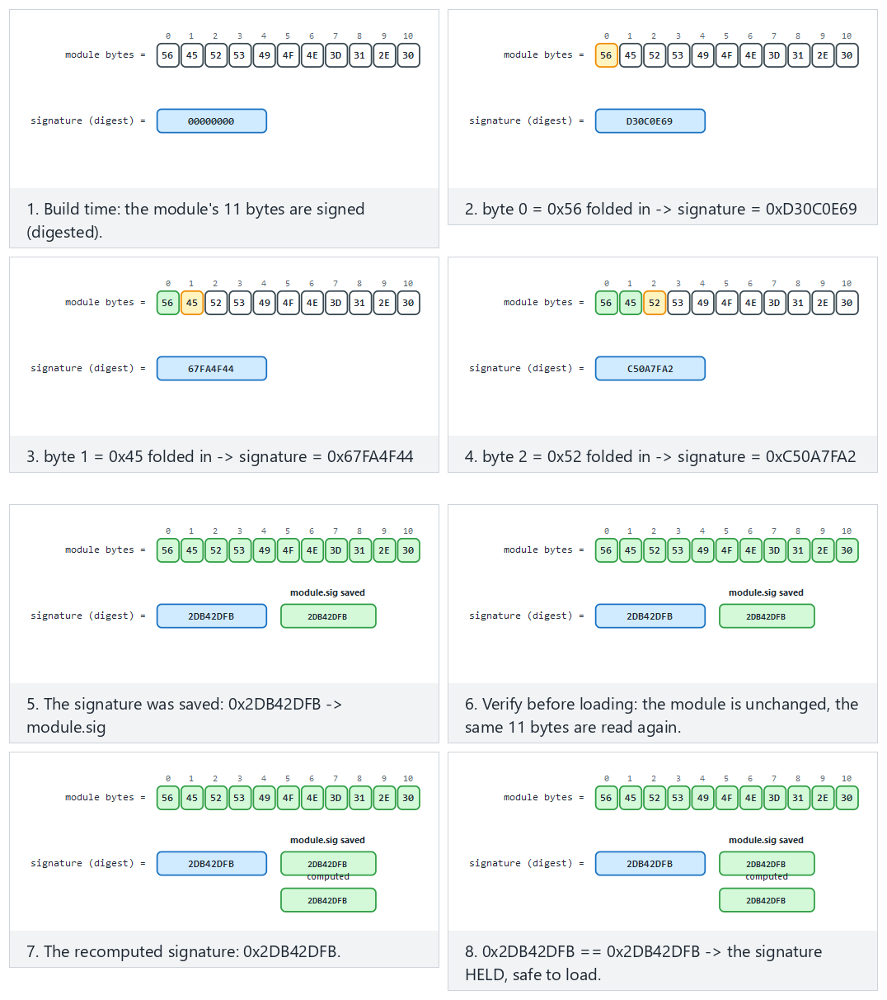 0 1 2 3 4 5 6 7 8 9 10
module bytes = 56 45 52 53 49 4F 4E 3D 31 2E 30
signature (digest) = 00000000
1. Build time: the module's 11 bytes are signed
(digested).
0 1 2 3 4 5 6 7 8 9 10
module bytes = 56 45 52 53 49 4F 4E 3D 31 2E 30
signature (digest) = D30C0E69
2. byte 0 = 0x56 folded in -> signature = 0xD30C0E69
0 1 2 3 4 5 6 7 8 9 10
module bytes = 56 45 52 53 49 4F 4E 3D 31 2E 30
signature (digest) = 67FA4F44
3. byte 1 = 0x45 folded in -> signature = 0x67FA4F44
0 1 2 3 4 5 6 7 8 9 10
module bytes = 56 45 52 53 49 4F 4E 3D 31 2E 30
signature (digest) = C50A7FA2
4. byte 2 = 0x52 folded in -> signature = 0xC50A7FA2
0 1 2 3 4 5 6 7 8 9 10
module bytes = 56 45 52 53 49 4F 4E 3D 31 2E 30
module.sig saved
signature (digest) = 2DB42DFB 2DB42DFB
5. The signature was saved: 0x2DB42DFB ->
module.sig
0 1 2 3 4 5 6 7 8 9 10
module bytes = 56 45 52 53 49 4F 4E 3D 31 2E 30
module.sig saved
signature (digest) = 2DB42DFB 2DB42DFB
6. Verify before loading: the module is unchanged, the
same 11 bytes are read again.
0 1 2 3 4 5 6 7 8 9 10
module bytes = 56 45 52 53 49 4F 4E 3D 31 2E 30
module.sig saved
signature (digest) = 2DB42DFB 2DB42DFB
computed
2DB42DFB
7. The recomputed signature: 0x2DB42DFB.
0 1 2 3 4 5 6 7 8 9 10
module bytes = 56 45 52 53 49 4F 4E 3D 31 2E 30
module.sig saved
signature (digest) = 2DB42DFB 2DB42DFB
computed
2DB42DFB
8. 0x2DB42DFB == 0x2DB42DFB -> the signature
HELD, safe to load.